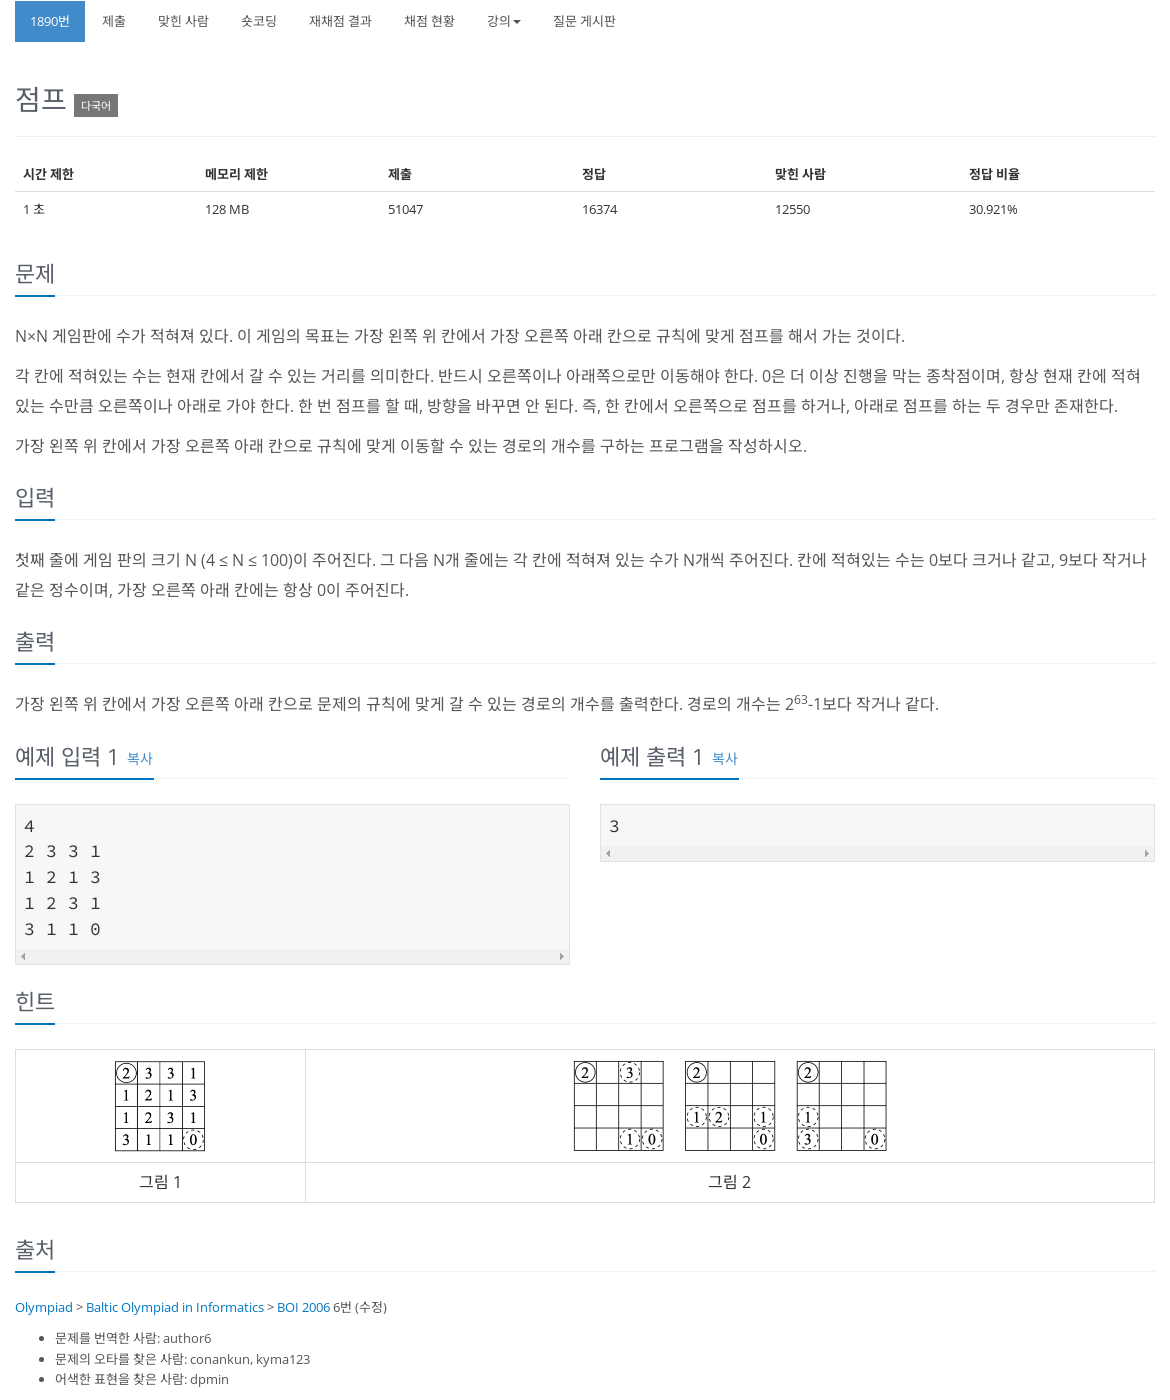 1890번 제출 맞힌 사람 숏코딩 재채점 결과 채점 현황 강의 질문 게시판
점프 다국어
시간 제한 메모리 제한 제출 정답 맞힌 사람 정답 비율
1 초 128 MB 51047 16374 12550 30.921%
문제
N×N 게임판에 수가 적혀져 있다. 이 게임의 목표는 가장 왼쪽 위 칸에서 가장 오른쪽 아래 칸으로 규칙에 맞게 점프를 해서 가는 것이다.
각 칸에 적혀있는 수는 현재 칸에서 갈 수 있는 거리를 의미한다. 반드시 오른쪽이나 아래쪽으로만 이동해야 한다. 0은 더 이상 진행을 막는 종착점이며, 항상 현재 칸에 적혀
있는 수만큼 오른쪽이나 아래로 가야 한다. 한 번 점프를 할 때, 방향을 바꾸면 안 된다. 즉, 한 칸에서 오른쪽으로 점프를 하거나, 아래로 점프를 하는 두 경우만 존재한다.
가장 왼쪽 위 칸에서 가장 오른쪽 아래 칸으로 규칙에 맞게 이동할 수 있는 경로의 개수를 구하는 프로그램을 작성하시오.
입력
첫째 줄에 게임 판의 크기 N (4 ≤ N ≤ 100)이 주어진다. 그 다음 N개 줄에는 각 칸에 적혀져 있는 수가 N개씩 주어진다. 칸에 적혀있는 수는 0보다 크거나 같고, 9보다 작거나
같은 정수이며, 가장 오른쪽 아래 칸에는 항상 0이 주어진다.
출력
가장 왼쪽 위 칸에서 가장 오른쪽 아래 칸으로 문제의 규칙에 맞게 갈 수 있는 경로의 개수를 출력한다. 경로의 개수는 2^63-1보다 작거나 같다.
예제 입력 1 복사
4
2 3 3 1
1 2 1 3
1 2 3 1
3 1 1 0
예제 출력 1 복사
3
힌트
2 3 3 1
1 2 1 3
1 2 3 1
3 1 1 0
2 3
1 0
2
1 2 1
0
2
1
3 0
그림 1
그림 2
출처
Olympiad > Baltic Olympiad in Informatics > BOI 2006 6번 (수정)
문제를 번역한 사람: author6
문제의 오타를 찾은 사람: conankun, kyma123
어색한 표현을 찾은 사람: dpmin